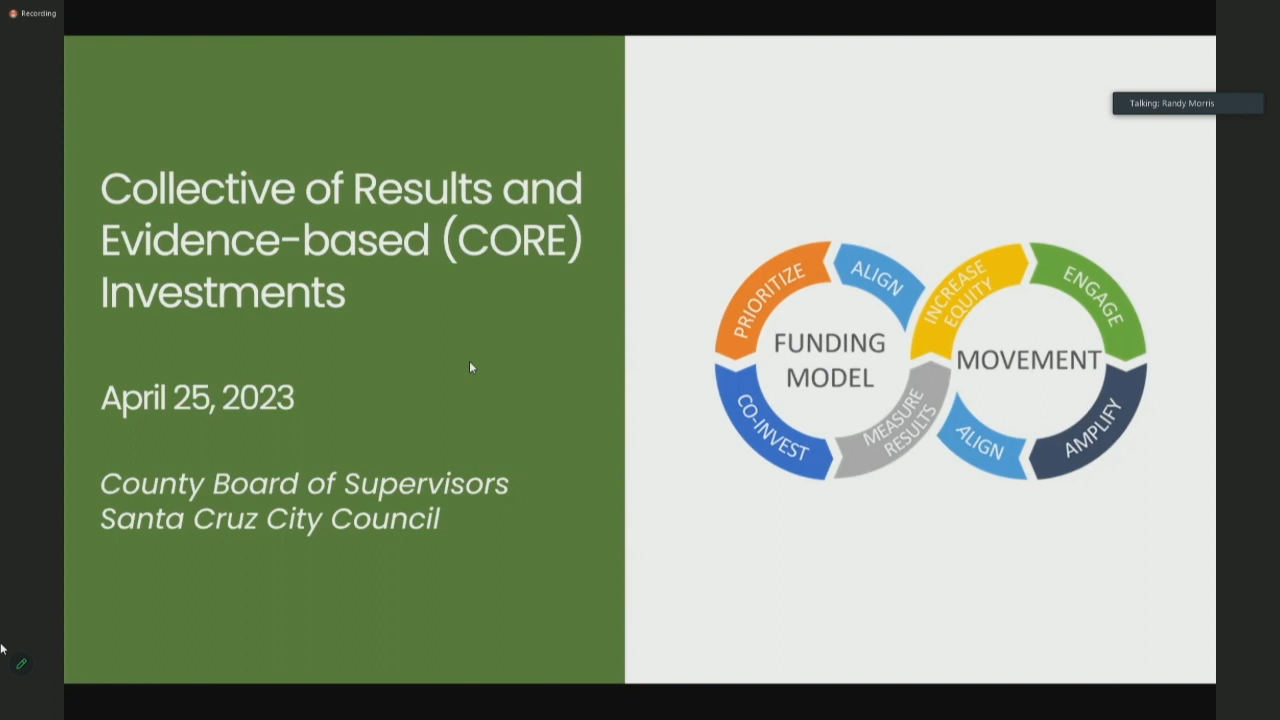 Recording
Talking: Randy Morris
Collective of Results and
Evidence-based (CORE)
Investments
April 25, 2023
County Board of Supervisors
Santa Cruz City Council
PRIORITIZE
ALIGN
INCREASE
EQUITY
ENGAGE
FUNDING
MODEL
MOVEMENT
CO-INVEST
MEASURE
RESULTS
ALIGN
AMPLIFY